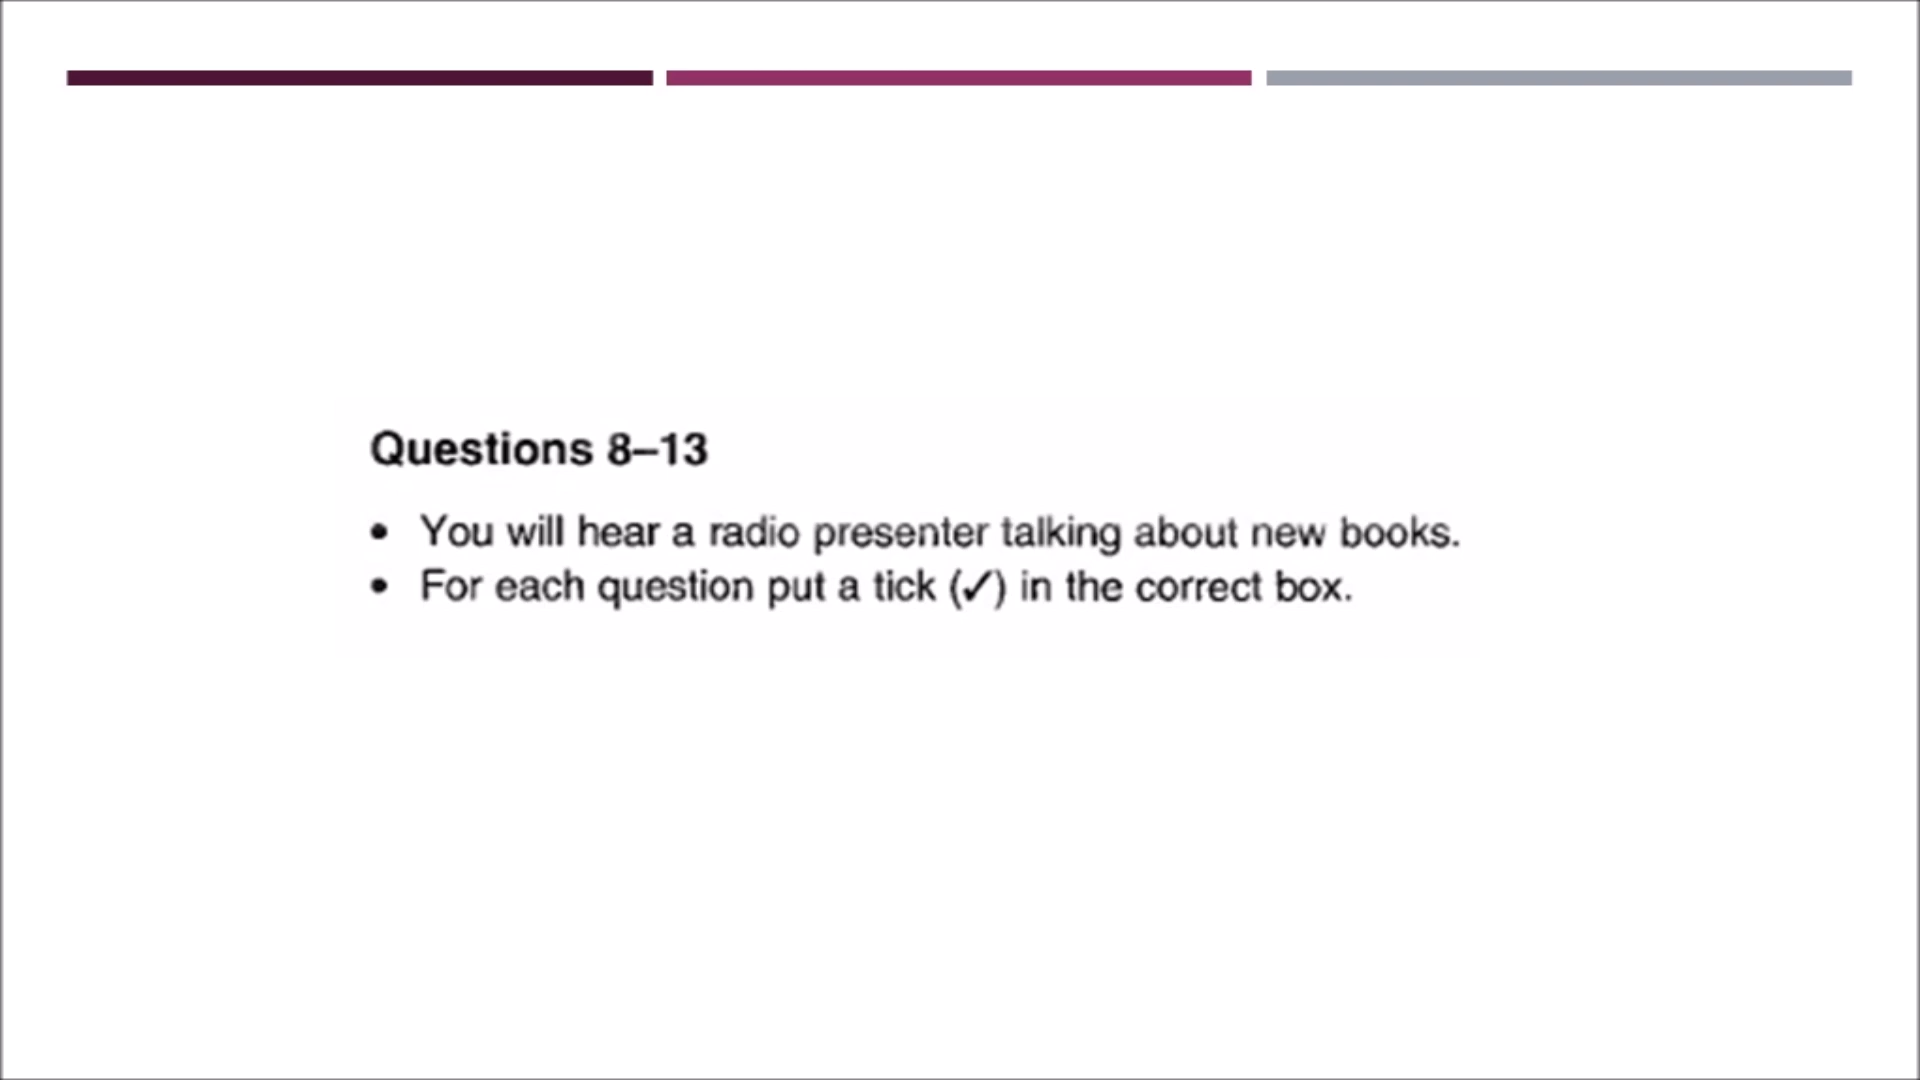 Questions 8–13
• You will hear a radio presenter talking about new books.
• For each question put a tick (✓) in the correct box.